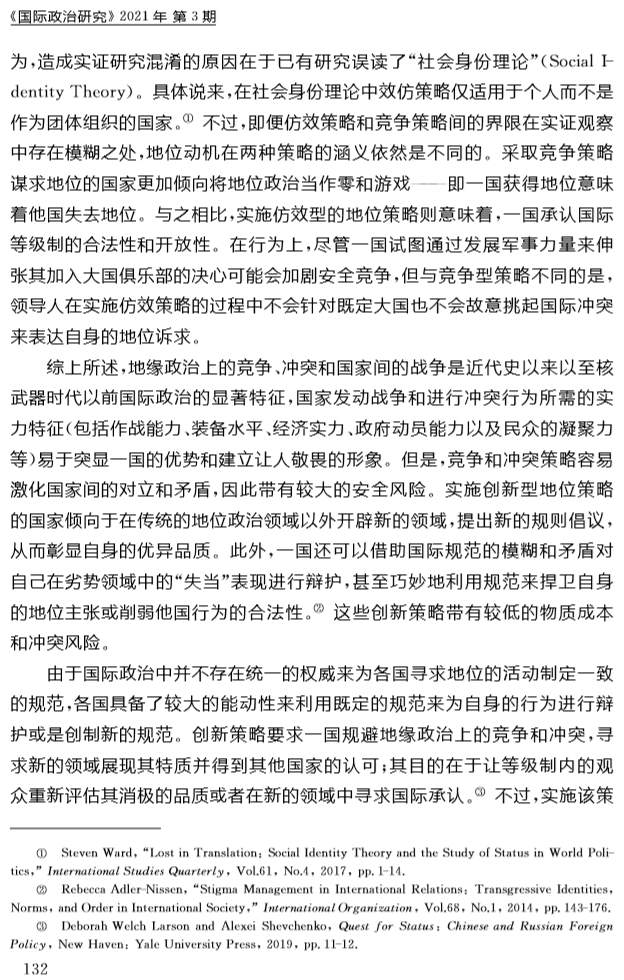 《国际政治研究》2021 年 第 3 期
为,造成实证研究混淆的原因在于已有研究误读了“社会身份理论”(Social I-
dentity Theory)。具体说来,在社会身份理论中效仿策略仅适用于个人而不是
作为团体组织的国家。① 不过,即便仿效策略和竞争策略间的界限在实证观察
中存在模糊之处,地位动机在两种策略的涵义依然是不同的。采取竞争策略
谋求地位的国家更加倾向将地位政治当作零和游戏——即一国获得地位意味
着他国失去地位。与之相比,实施仿效型的地位策略则意味着,一国承认国际
等级制的合法性和开放性。在行为上,尽管一国试图通过发展军事力量来伸
张其加入大国俱乐部的决心可能会加剧安全竞争,但与竞争型策略不同的是,
领导人在实施仿效策略的过程中不会针对既定大国也不会故意挑起国际冲突
来表达自身的地位诉求。
综上所述,地缘政治上的竞争、冲突和国家间的战争是近代史以来以至核
武器时代以前国际政治的显著特征,国家发动战争和进行冲突行为所需的实
力特征(包括作战能力、装备水平、经济实力、政府动员能力以及民众的凝聚力
等)易于突显一国的优势和建立让人敬畏的形象。但是,竞争和冲突策略容易
激化国家间的对立和矛盾,因此带有较大的安全风险。实施创新型地位策略
的国家倾向于在传统的地位政治领域以外开辟新的领域,提出新的规则倡议,
从而彰显自身的优异品质。此外,一国还可以借助国际规范的模糊和矛盾对
自己在劣势领域中的“失当”表现进行辩护,甚至巧妙地利用规范来捍卫自身
的地位主张或削弱他国行为的合法性。② 这些创新策略带有较低的物质成本
和冲突风险。
由于国际政治中并不存在统一的权威来为各国寻求地位的活动制定一致
的规范,各国具备了较大的能动性来利用既定的规范来为自身的行为进行辩
护或是创制新的规范。创新策略要求一国规避地缘政治上的竞争和冲突,寻
求新的领域展现其特质并得到其他国家的认可;其目的在于让等级制内的观
众重新评估其消极的品质或者在新的领域中寻求国际承认。③ 不过,实施该策
① Steven Ward, “Lost in Translation: Social Identity Theory and the Study of Status in World Poli-
tics,” International Studies Quarterly, Vol.61, No.4, 2017, pp. 1-14.
② Rebecca Adler-Nissen, “Stigma Management in International Relations: Transgressive Identities,
Norms, and Order in International Society,” International Organization, Vol.68, No.1, 2014, pp. 143-176.
③ Deborah Welch Larson and Alexei Shevchenko, Quest for Status: Chinese and Russian Foreign
Policy, New Haven: Yale University Press, 2019, pp. 11-12.
132